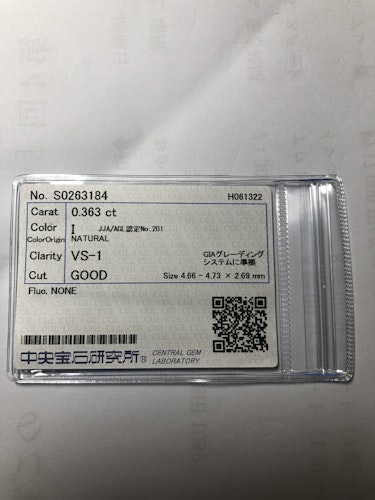 No. S0263184 H061322
Carat 0.363 ct
Color I JJA/AGL認定No.201
ColorOrigin NATURAL
Clarity VS-1 GIAグレーディング
システムに準拠
Cut GOOD Size 4.66 - 4.73 × 2.69 mm
Fluo. NONE
中央宝石研究所® CENTRAL GEM
LABORATORY